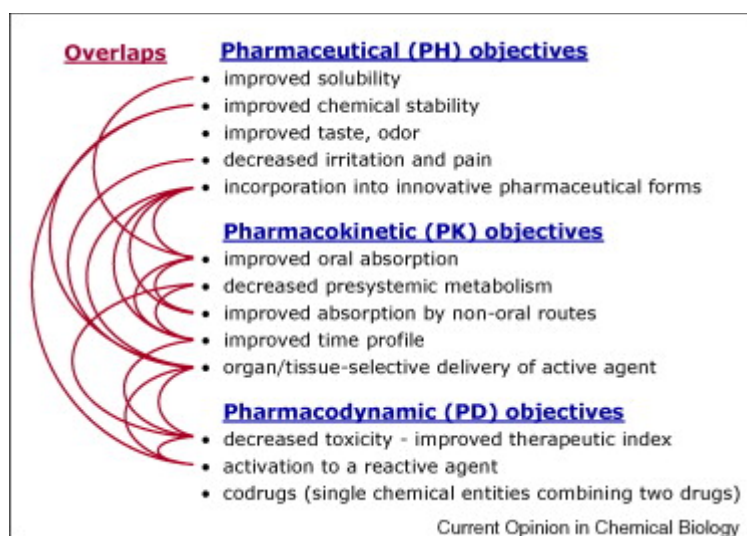 Overlaps
Pharmaceutical (PH) objectives
• improved solubility
• improved chemical stability
• improved taste, odor
• decreased irritation and pain
• incorporation into innovative pharmaceutical forms
Pharmacokinetic (PK) objectives
• improved oral absorption
• decreased presystemic metabolism
• improved absorption by non-oral routes
• improved time profile
• organ/tissue-selective delivery of active agent
Pharmacodynamic (PD) objectives
• decreased toxicity - improved therapeutic index
• activation to a reactive agent
• codrugs (single chemical entities combining two drugs)
Current Opinion in Chemical Biology